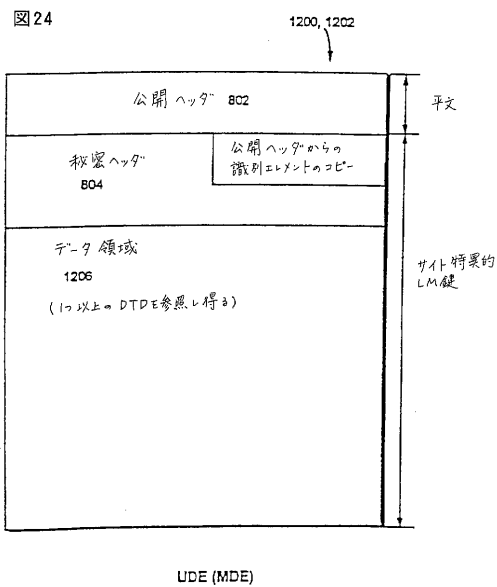 図24
1200, 1202
公開ヘッダ 802
平文
秘密ヘッダ
804
公開ヘッダからの
識別エレメントのコピー
データ領域
1206
(1つ以上のDTDE参照し得る)
サイト特異的
LM鍵
UDE (MDE)